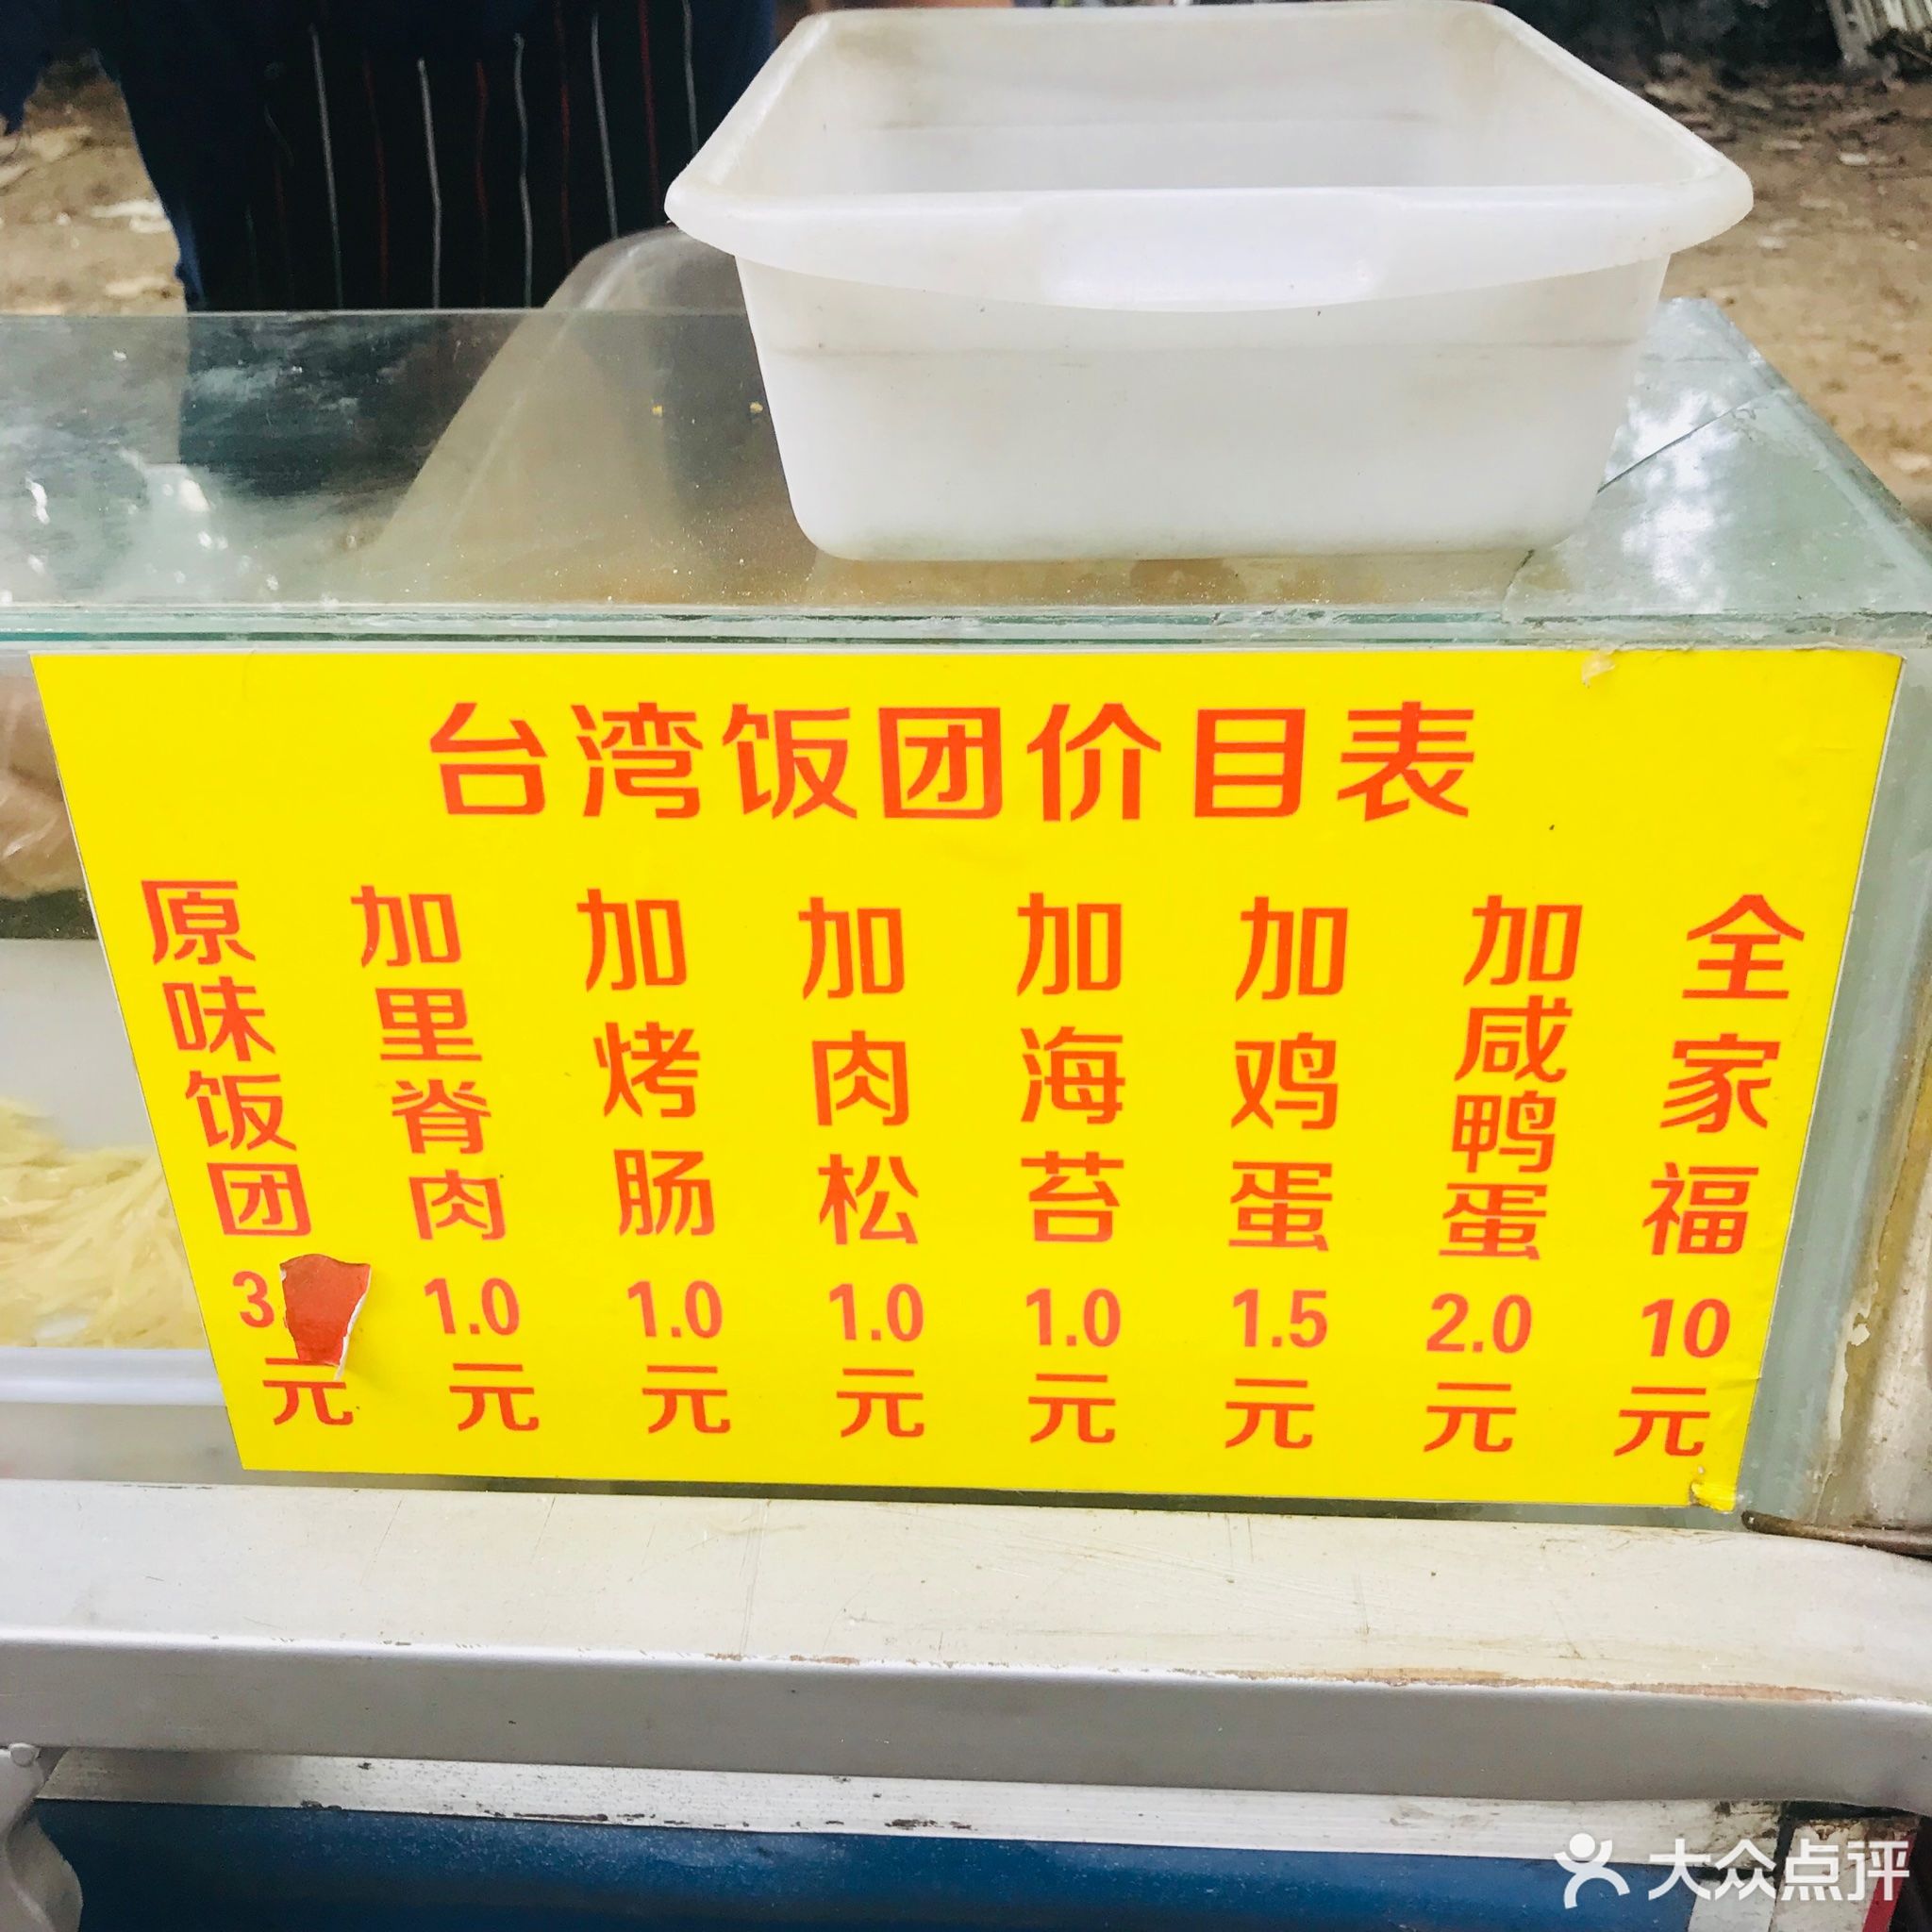 台湾饭团价目表
原味饭团 3. 元
加里脊肉 1.0 元
加烤肠 1.0 元
加肉松 1.0 元
加海苔 1.0 元
加鸡蛋 1.5 元
加咸鸭蛋 2.0 元
全家福 10 元
大众点评